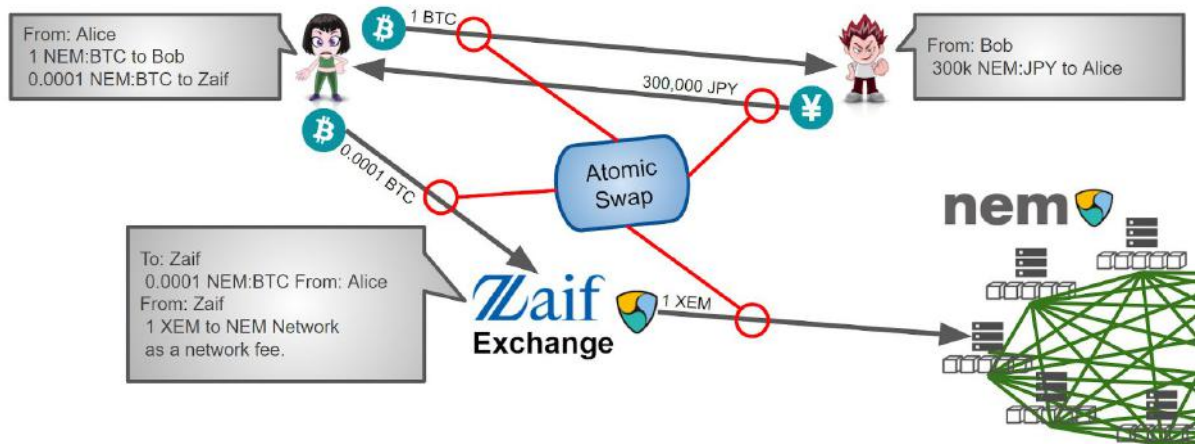 From: Alice
1 NEM:BTC to Bob
0.0001 NEM:BTC to Zaif
1 BTC
300,000 JPY
From: Bob
300k NEM:JPY to Alice
0.0001 BTC
Atomic
Swap
To: Zaif
0.0001 NEM:BTC From: Alice
From: Zaif
1 XEM to NEM Network
as a network fee.
Zaif
Exchange
1 XEM
nem